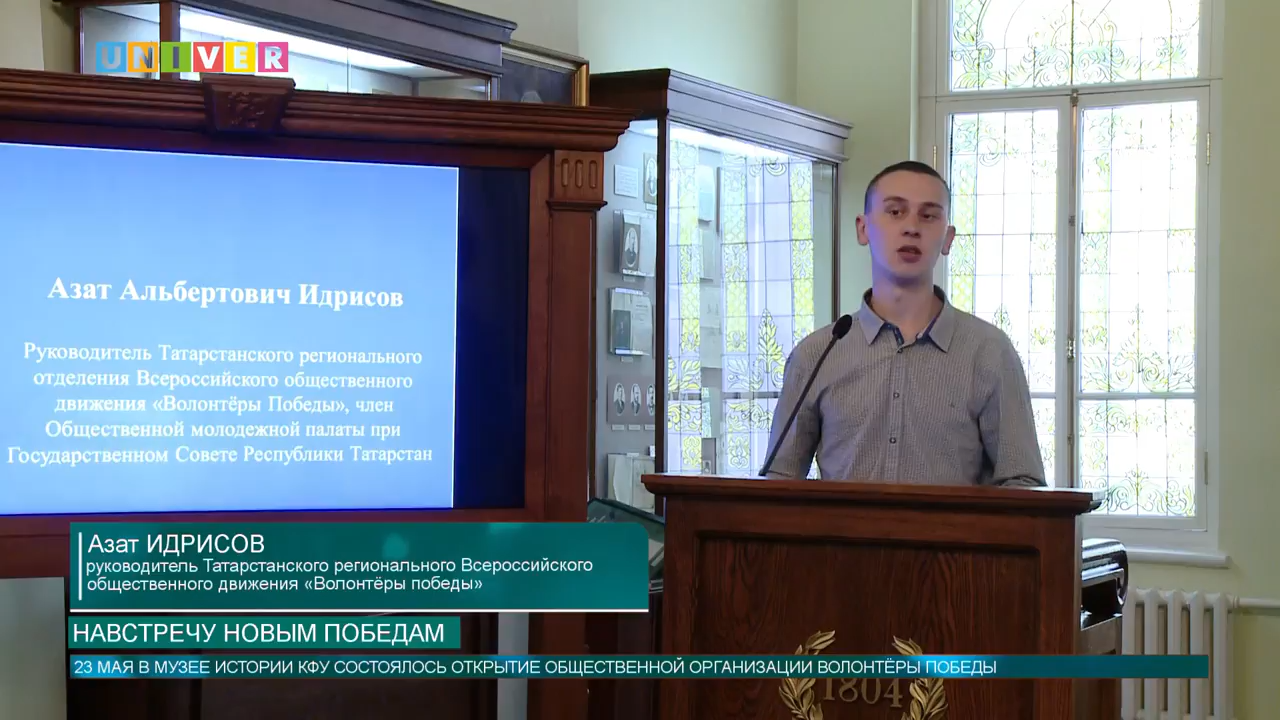 UNIVER
Азат Альбертович Идрисов
Руководитель Татарстанского регионального
отделения Всероссийского общественного
движения «Волонтёры Победы», член
Общественной молодежной палаты при
Государственном Совете Республики Татарстан
Азат ИДРИСОВ
руководитель Татарстанского регионального Всероссийского
общественного движения «Волонтёры победы»
НАВСТРЕЧУ НОВЫМ ПОБЕДАМ
23 МАЯ В МУЗЕЕ ИСТОРИИ КФУ СОСТОЯЛОСЬ ОТКРЫТИЕ ОБЩЕСТВЕННОЙ ОРГАНИЗАЦИИ ВОЛОНТЁРЫ ПОБЕДЫ
1804